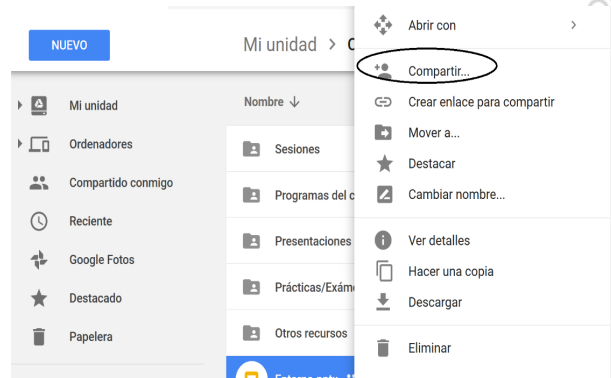 NUEVO
Mi unidad >
Mi unidad
Ordenadores
Compartido conmigo
Reciente
Google Fotos
Destacado
Papelera
Nombre ↓
Sesiones
Programas del c
Presentaciones
Prácticas/Exám
Otros recursos
Abrir con >
Compartir...
Crear enlace para compartir
Mover a...
Destacar
Cambiar nombre...
Ver detalles
Hacer una copia
Descargar
Eliminar